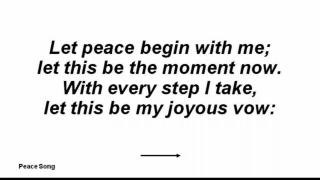 Let peace begin with me;
let this be the moment now.
With every step I take,
let this be my joyous vow:
Peace Song